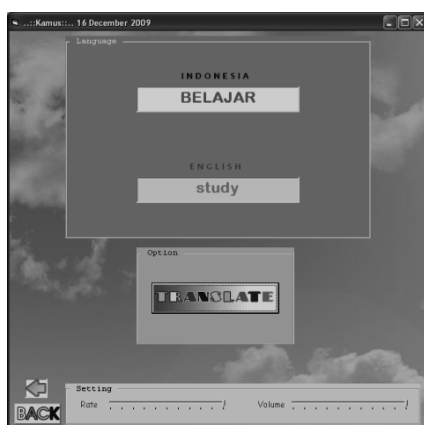 ..::Kamus::.. 16 December 2009
Language
INDONESIA
BELAJAR
ENGLISH
study
Option
TRANSLATE
BACK
Setting
Rate
Volume